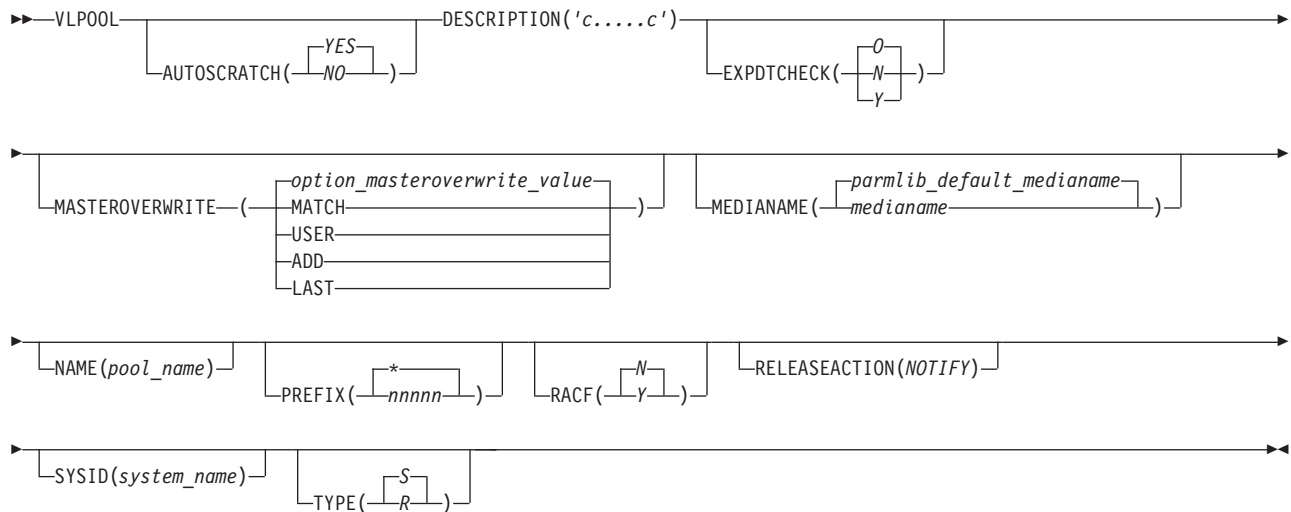 VLPOOL AUTOSCRATCH( YES NO ) DESCRIPTION('c.....c') EXPDTCHECK( O N Y )
MASTEROVERWRITE ( option_masteroverwrite_value MATCH USER ADD LAST ) MEDIANAME( parmlib_default_medianame medianame )
NAME(pool_name) PREFIX( * nnnnn ) RACF( N Y ) RELEASEACTION(NOTIFY)
SYSID(system_name) TYPE( S R )